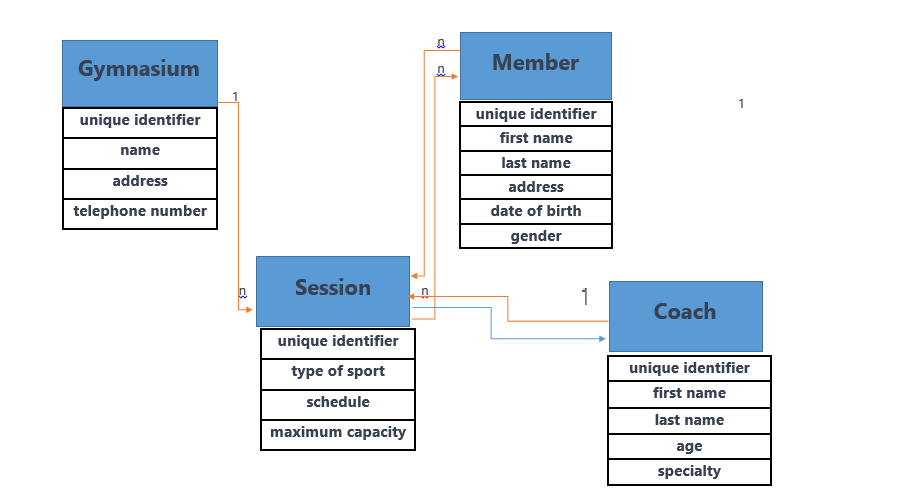 Gymnasium
unique identifier
name
address
telephone number
1
n
n
n
Member
unique identifier
first name
last name
address
date of birth
gender
1
Session
unique identifier
type of sport
schedule
maximum capacity
n
1
Coach
unique identifier
first name
last name
age
specialty